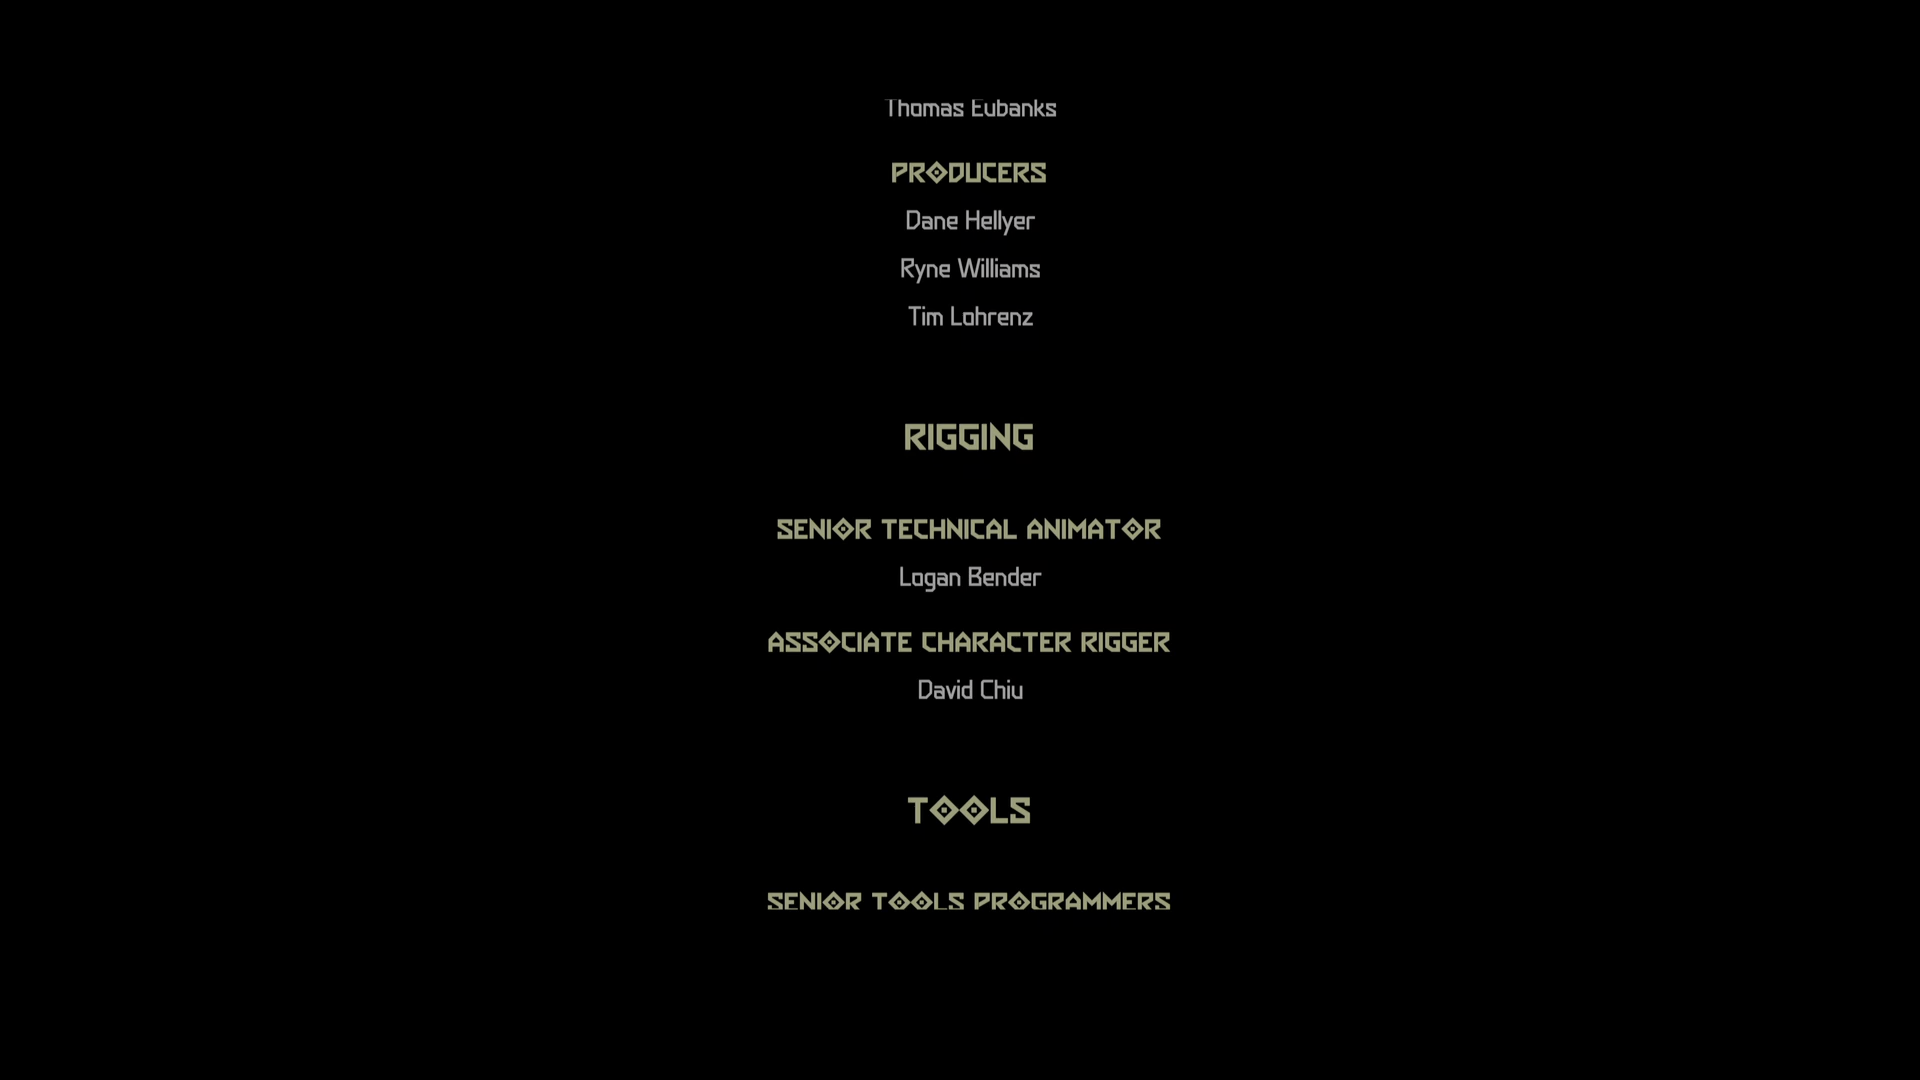 Thomas Eubanks
PRODUCERS
Dane Hellyer
Ryne Williams
Tim Lohrenz
RIGGING
SENIOR TECHNICAL ANIMATOR
Logan Bender
ASSOCIATE CHARACTER RIGGER
David Chiu
TOOLS
SENIOR TOOLS PROGRAMMERS